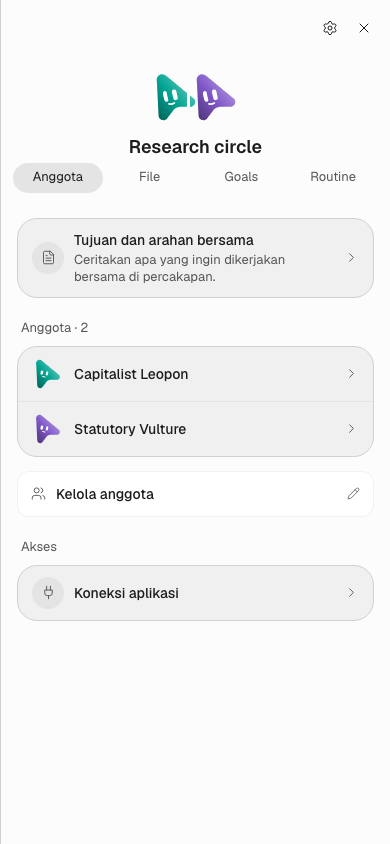 Research circle
Anggota
File
Goals
Routine
Tujuan dan arahan bersama
Ceritakan apa yang ingin dikerjakan
bersama di percakapan.
Anggota · 2
Capitalist Leopon
Statutory Vulture
Kelola anggota
Akses
Koneksi aplikasi